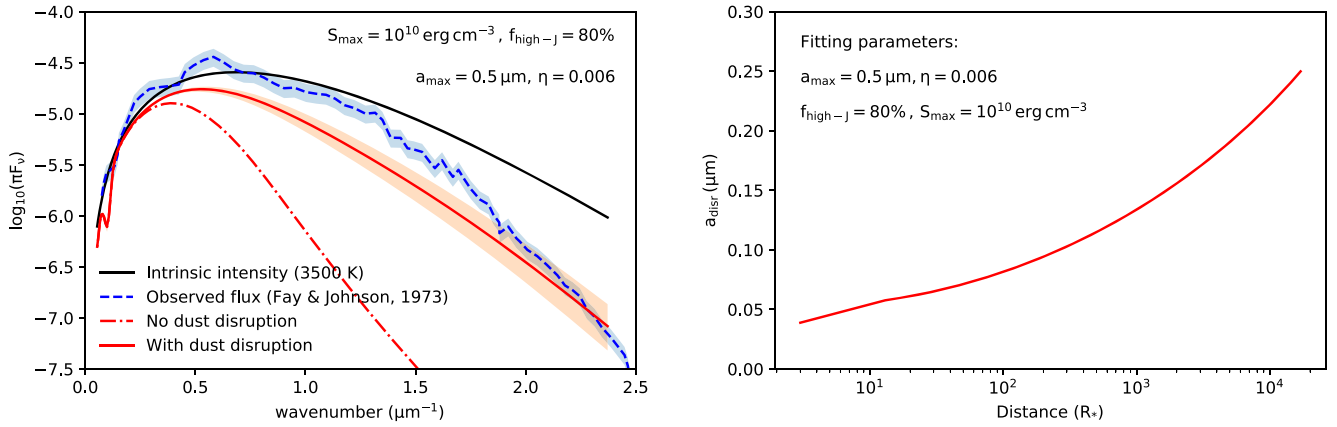 S_max = 10^10 erg cm^−3 , f_high−J = 80%
a_max = 0.5 μm, η = 0.006
log_10(πF_ν)
−4.0
−4.5
−5.0
−5.5
−6.0
−6.5
−7.0
−7.5
Intrinsic intensity (3500 K)
Observed flux (Fay & Johnson, 1973)
No dust disruption
With dust disruption
0.0 0.5 1.0 1.5 2.0 2.5
wavenumber (μm^−1)
Fitting parameters:
a_max = 0.5 μm, η = 0.006
f_high−J = 80% , S_max = 10^10 erg cm^−3
a_disr (μm)
0.30
0.25
0.20
0.15
0.10
0.05
0.00
10^1 10^2 10^3 10^4
Distance (R_*)